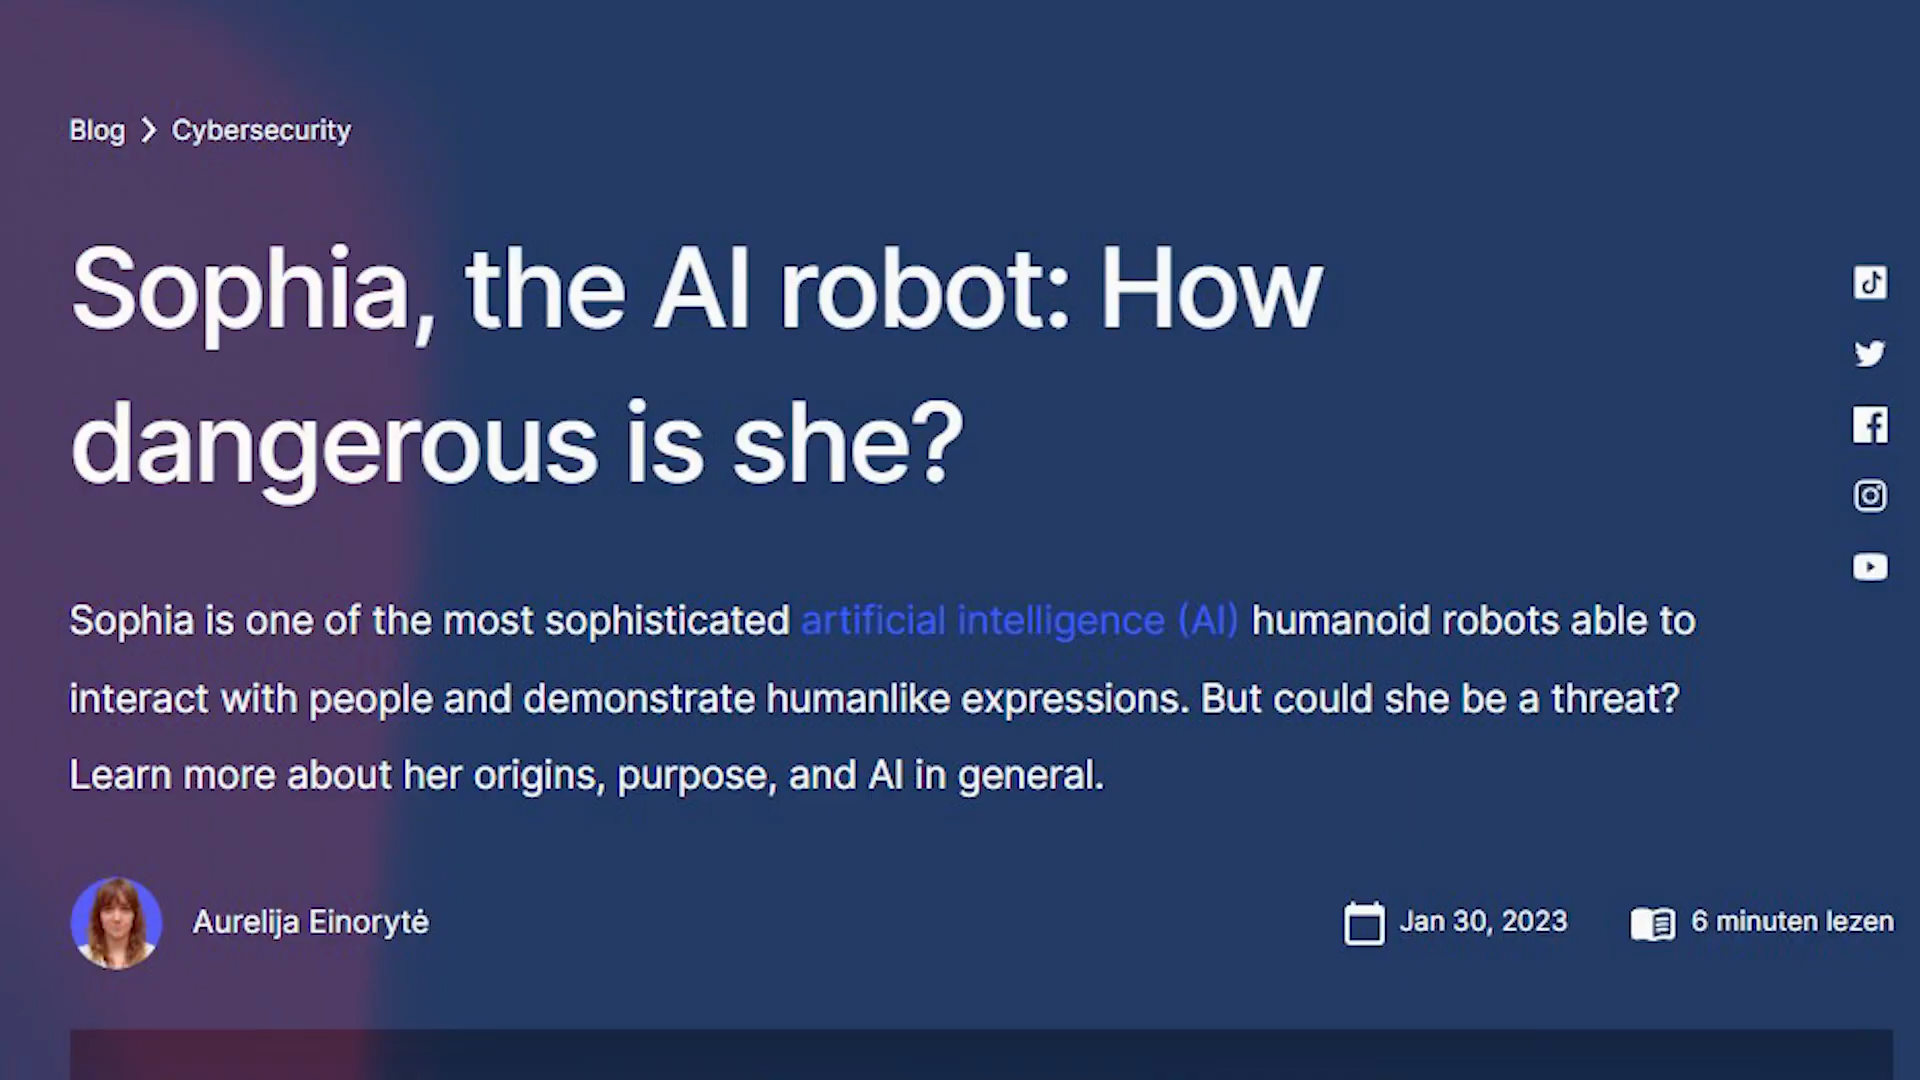 Blog > Cybersecurity
Sophia, the AI robot: How
dangerous is she?
Sophia is one of the most sophisticated artificial intelligence (AI) humanoid robots able to
interact with people and demonstrate humanlike expressions. But could she be a threat?
Learn more about her origins, purpose, and AI in general.
Aurelija Einorytė
Jan 30, 2023
6 minuten lezen